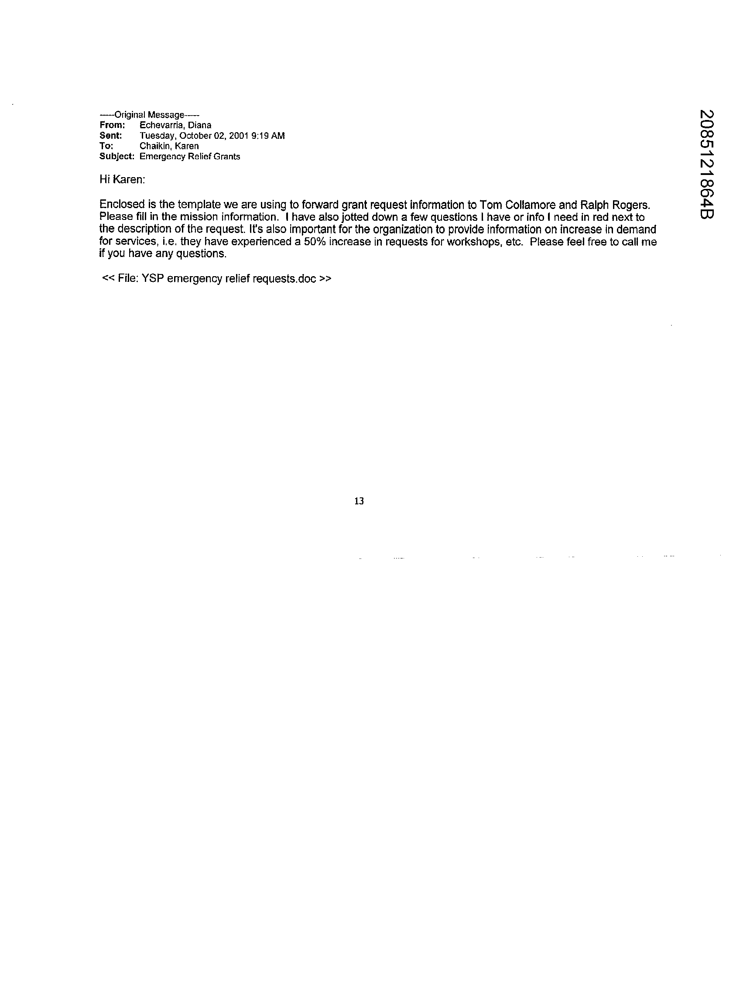 -----Original Message-----
From: Echevarria, Diana
Sent: Tuesday, October 02, 2001 9:19 AM
To: Chaikin, Karen
Subject: Emergency Relief Grants
Hi Karen:
Enclosed is the template we are using to forward grant request information to Tom Collamore and Ralph Rogers.
Please fill in the mission information. I have also jotted down a few questions I have or info I need in red next to
the description of the request. It's also important for the organization to provide information on increase in demand
for services, i.e. they have experienced a 50% increase in requests for workshops, etc. Please feel free to call me
if you have any questions.
<< File: YSP emergency relief requests.doc >>
13
2085121864B